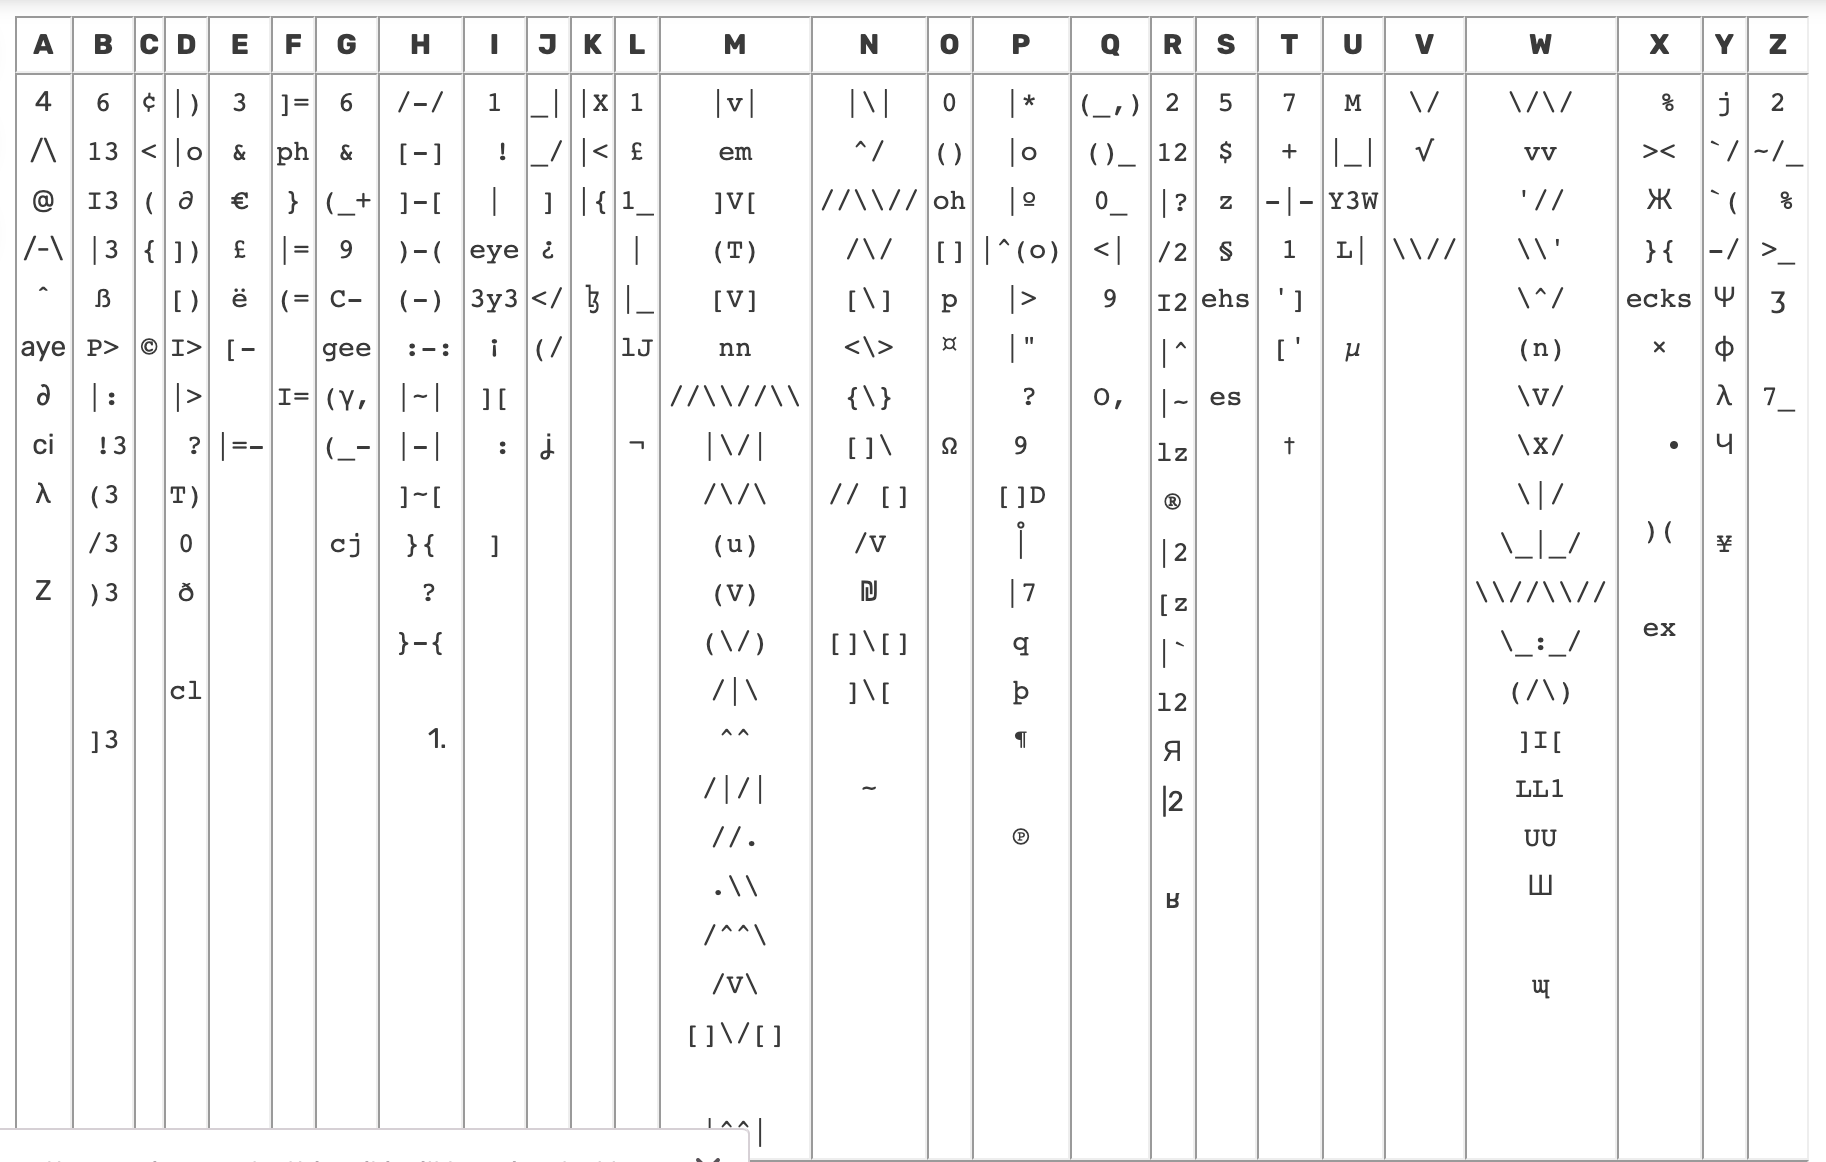 A B C D E F G H I J K L M N O P Q R S T U V W X Y Z
4 6 ¢ |) 3 ]= 6 /-/ 1 _| |X 1 |v| |\| 0 |* (_,) 2 5 7 M \/ \/\/ % j 2
/\ 13 < |o & ph & [-] ! _/ |< £ em ^/ () |o ()_ 12 $ + |_| √ vv >< `/ ~/_
@ I3 ( ∂ € } (_+ ]-[ | ] |{ 1_ ]V[ //\\// oh |º 0_ |? z -|- Y3W '// Ж `( %
/-\ |3 { ]) £ |= 9 )-( eye ¿ | (T) /\/ [] |^(o) <| /2 § 1 L| \\// \\' }{ -/ >_
^ ß [) ë (= C- (-) 3y3 </ ɮ |_ [V] [\] p |> 9 I2 ehs '] \^/ ecks Ψ ʒ
aye P> © I> [- gee :-: ¡ (/ lJ nn <\> ¤ |" |^ [' µ (n) × φ
∂ |: |> I= (γ, |~| ][ //\\//\\ {\} ? O, |~ es \V/ λ 7_
ci !3 ? |=- (_- |-| : ʝ ¬ |\/| []\ Ω 9 lz † \X/ • Ч
λ (3 T) ]~[ /\/\ // [] []D ® \|/
/3 0 cj }{ ] (u) /V |̊ |2 \_|_/ )( ¥
Z )3 ð ? (V) ₪ |7 [z \\//\\//
}-{ (\/) []\[] q |` \_:_/ ex
cl /|\ ]\[ þ l2 (/\)
]3 1. ^^ ¶ Я ]I[
/|/| ~ |2 LL1
//. ℗ UU
.\\ ʁ Ш
/^^\
/V\ ɰ
[]\/[]
|^^|